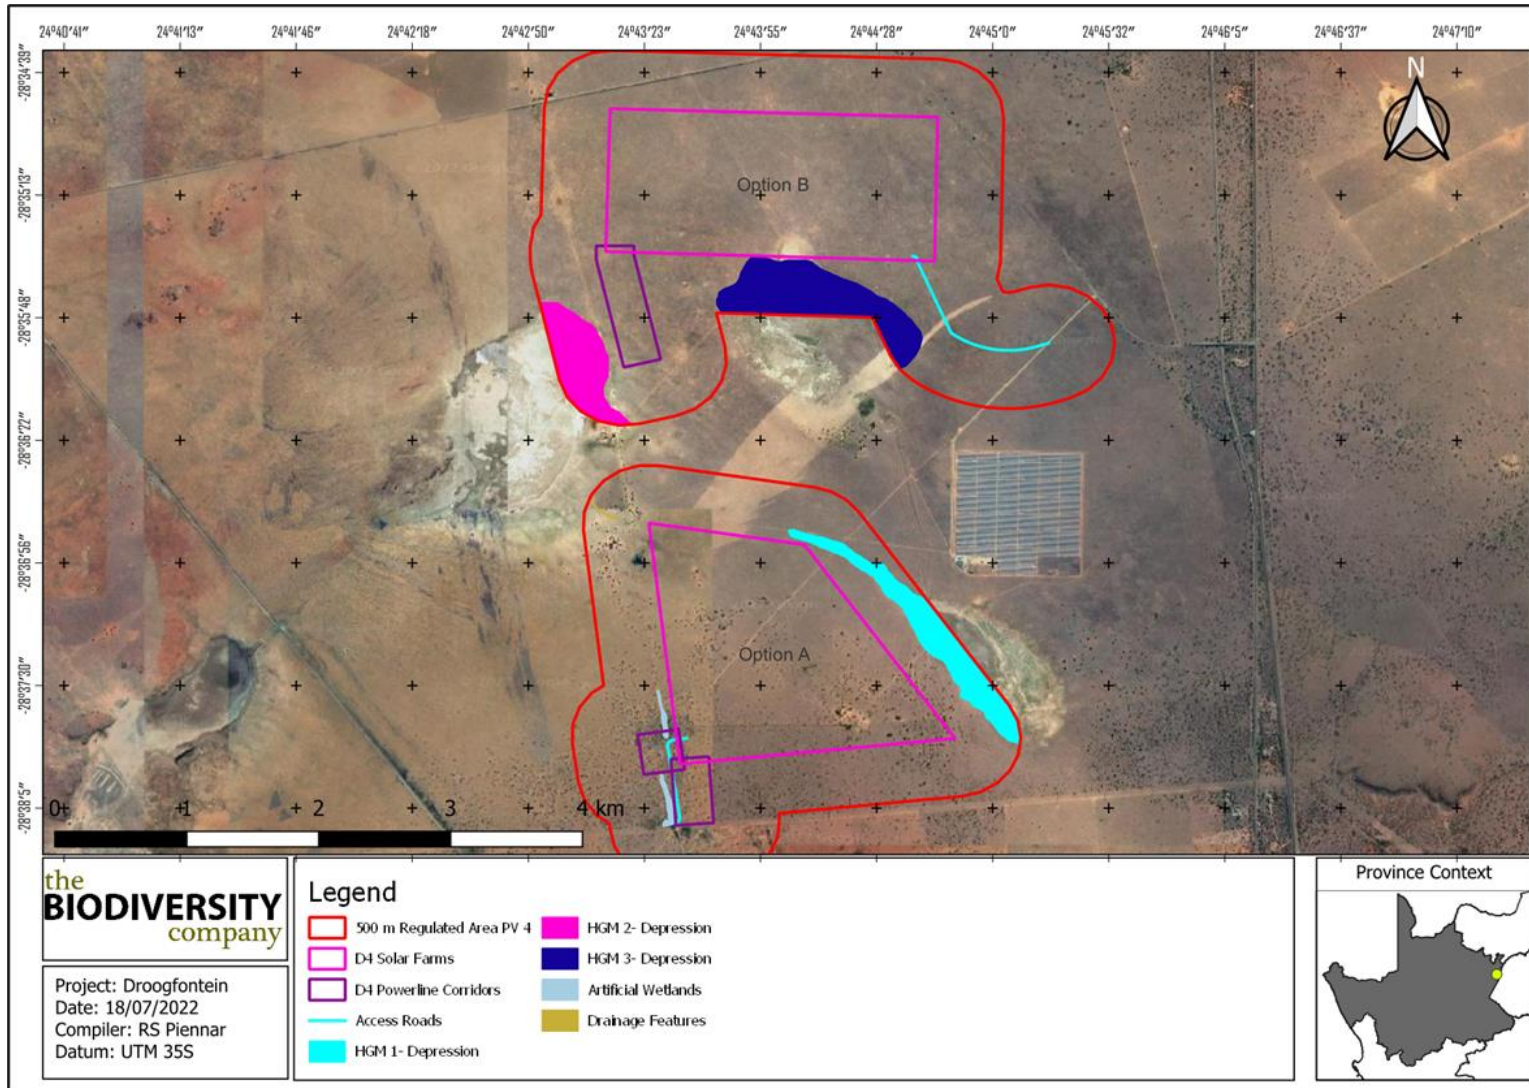 24°40'41" 24°41'13" 24°41'46" 24°42'18" 24°42'50" 24°43'23" 24°43'55" 24°44'28" 24°45'0" 24°45'32" 24°46'5" 24°46'37" 24°47'10"
-28°34'39"
N
Option B
-28°35'13"
-28°35'48"
-28°36'22"
-28°36'56"
Option A
-28°37'30"
-28°38'5"
0 1 2 3 4 km
the
BIODIVERSITY
company
Project: Droogfontein
Date: 18/07/2022
Compiler: RS Piennar
Datum: UTM 35S
Legend
500 m Regulated Area PV 4
D4 Solar Farms
D4 Powerline Corridors
Access Roads
HGM 1- Depression
HGM 2- Depression
HGM 3- Depression
Artificial Wetlands
Drainage Features
Province Context